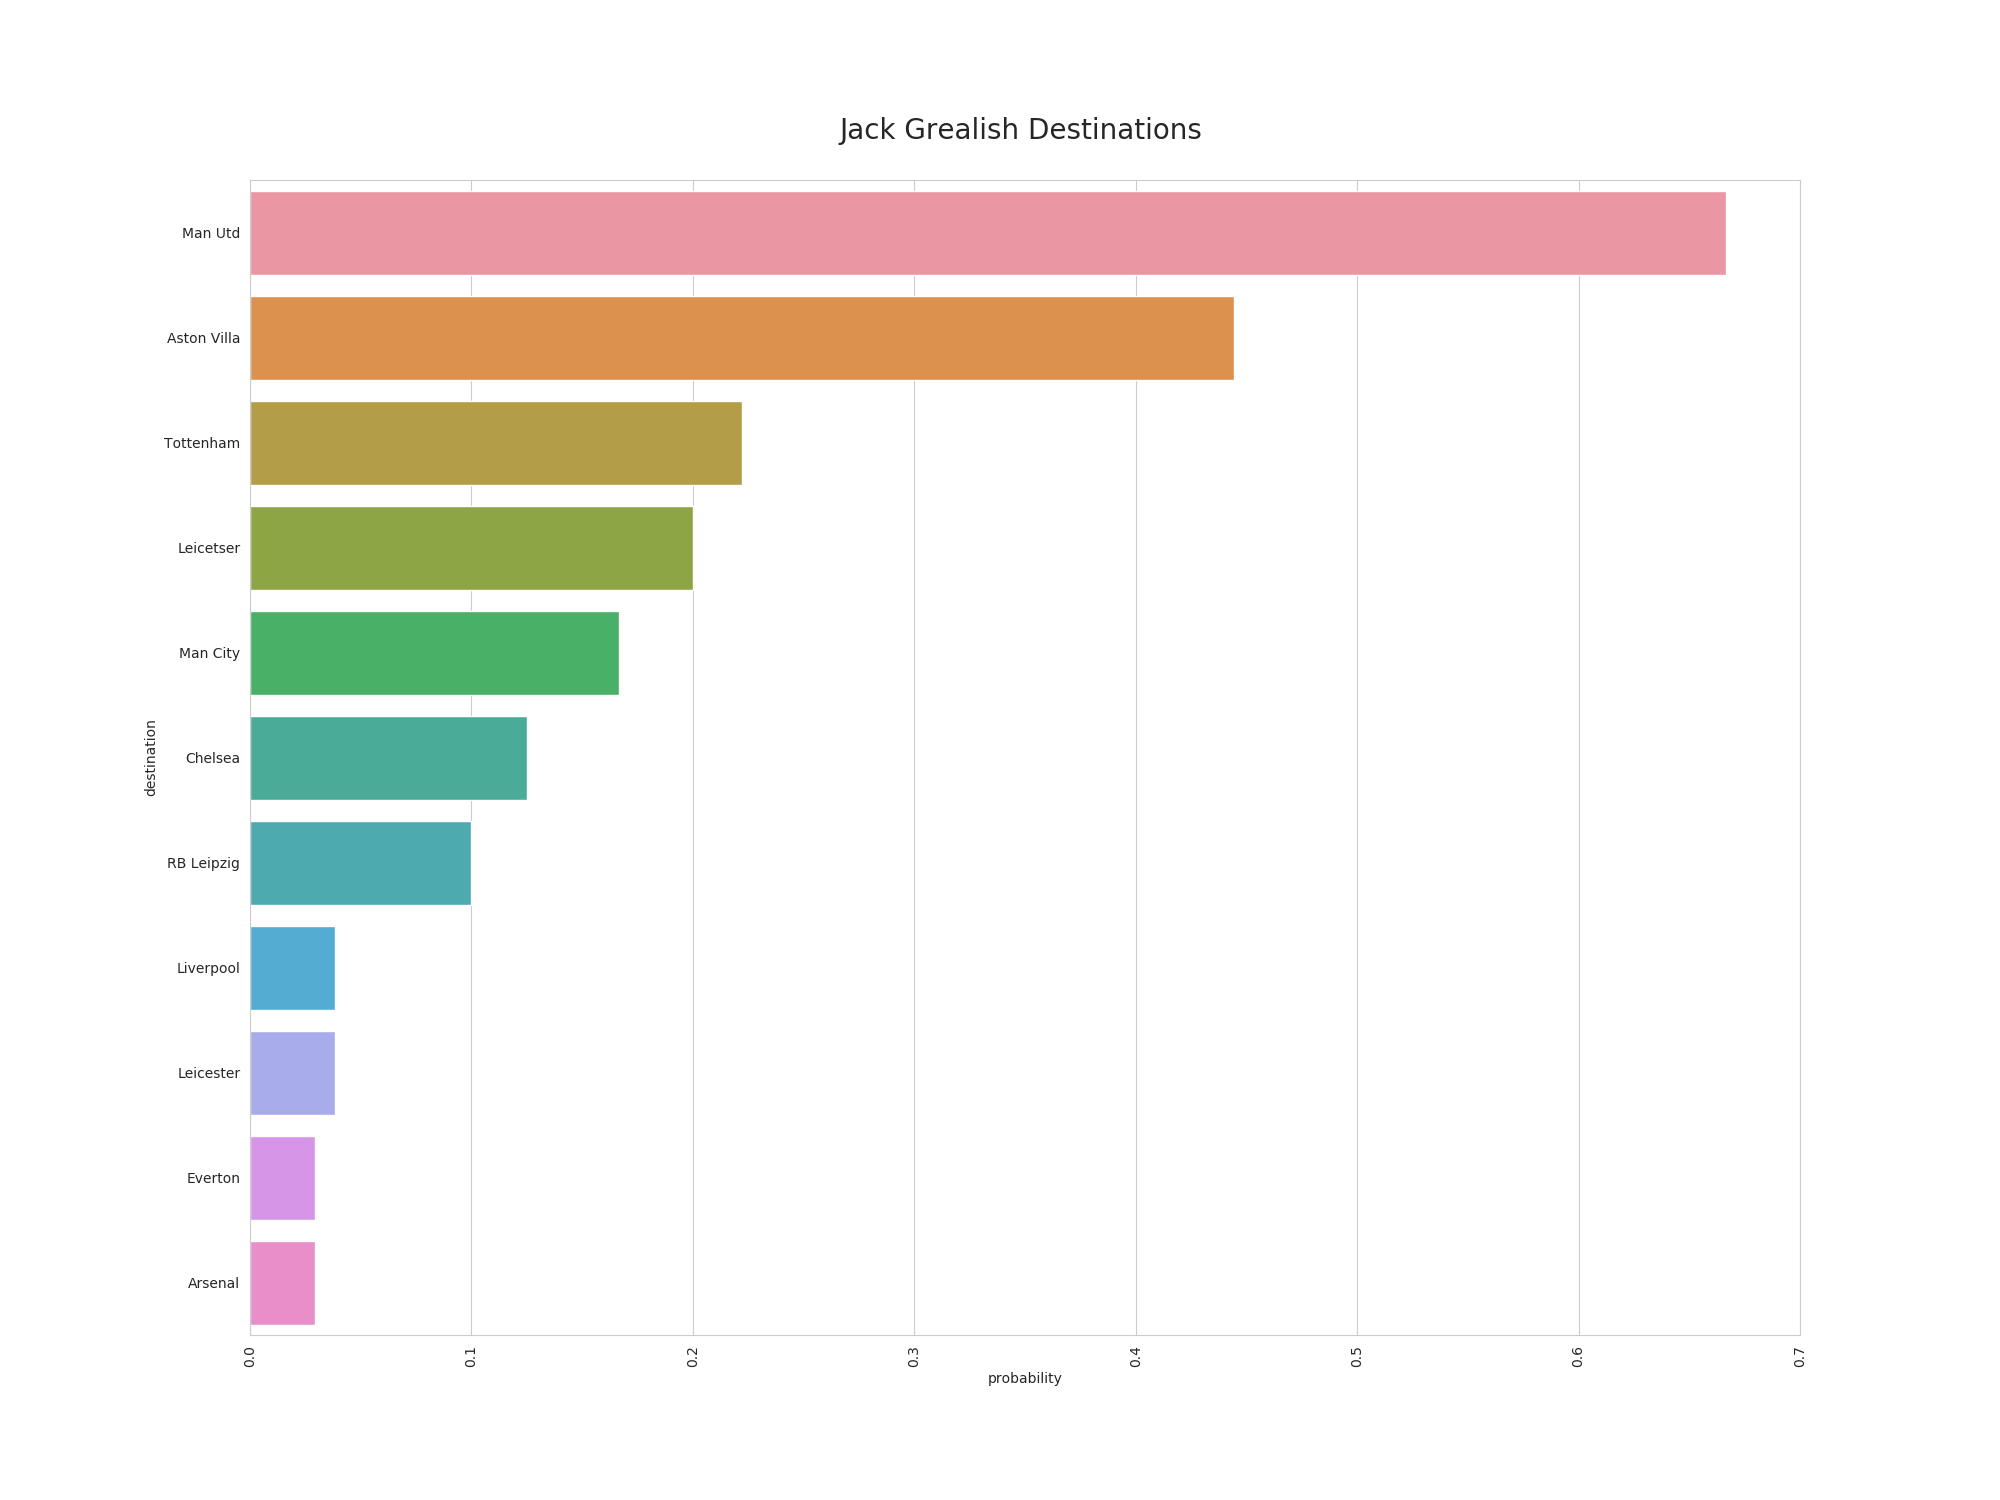 Jack Grealish Destinations
Man Utd
Aston Villa
Tottenham
Leicetser
Man City
Chelsea
RB Leipzig
Liverpool
Leicester
Everton
Arsenal
destination
0.0 0.1 0.2 0.3 0.4 0.5 0.6 0.7
probability